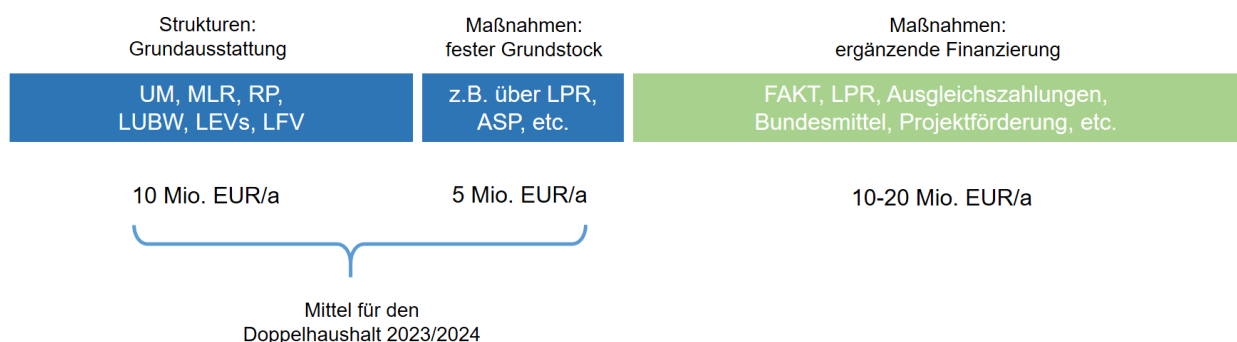 Strukturen:
Grundausstattung
UM, MLR, RP,
LUBW, LEVs, LFV
10 Mio. EUR/a
Maßnahmen:
fester Grundstock
z.B. über LPR,
ASP, etc.
5 Mio. EUR/a
Maßnahmen:
ergänzende Finanzierung
FAKT, LPR, Ausgleichszahlungen,
Bundesmittel, Projektförderung, etc.
10-20 Mio. EUR/a
Mittel für den
Doppelhaushalt 2023/2024